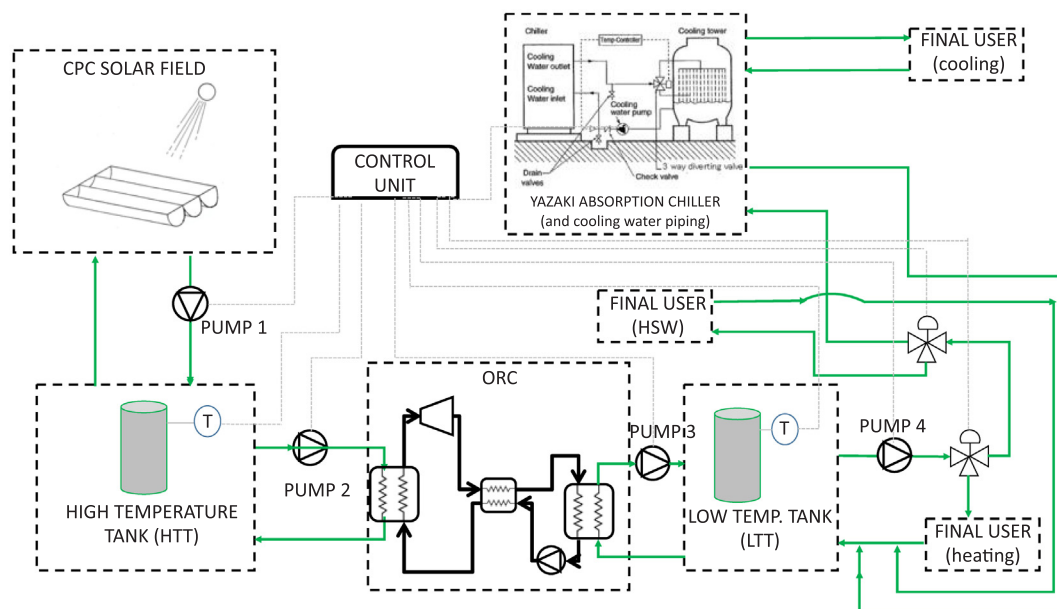 CPC SOLAR FIELD
Chiller
Temp-Controller
Cooling tower
Cooling
Water outlet
Cooling
Water inlet
Cooling
water pump
3 way diverting valve
Drain
valves
Check valve
YAZAKI ABSORPTION CHILLER
(and cooling water piping)
FINAL USER
(cooling)
CONTROL
UNIT
PUMP 1
FINAL USER
(HSW)
ORC
T
PUMP 2
HIGH TEMPERATURE
TANK (HTT)
PUMP 3
T
LOW TEMP. TANK
(LTT)
PUMP 4
FINAL USER
(heating)